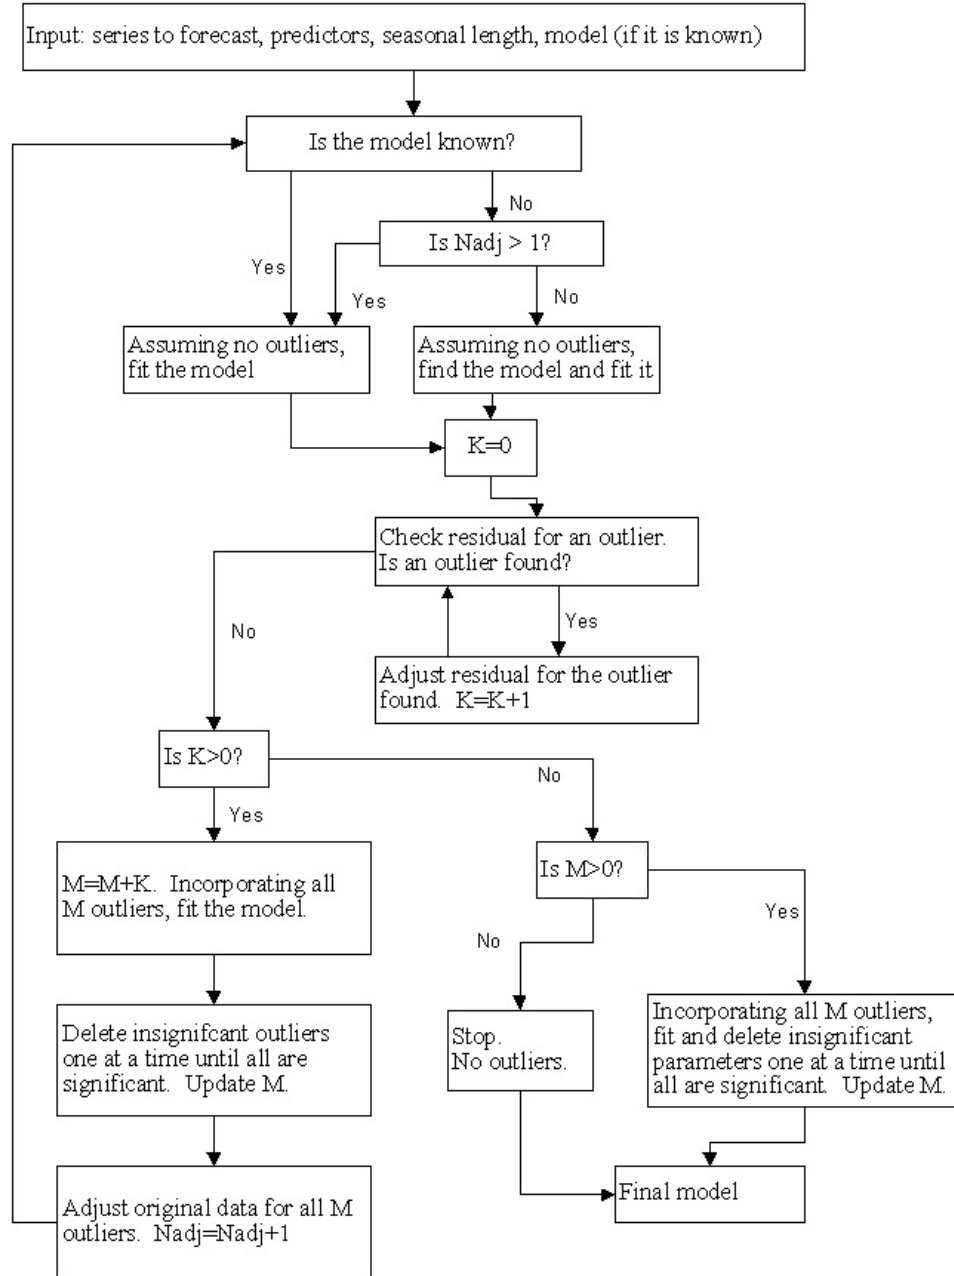 Input: series to forecast, predictors, seasonal length, model (if it is known)
Is the model known?
No
Is Nadj > 1?
Yes
Yes
No
Assuming no outliers,
fit the model
Assuming no outliers,
find the model and fit it
K=0
Check residual for an outlier.
Is an outlier found?
Yes
No
Adjust residual for the outlier
found. K=K+1
Is K>0?
No
Yes
M=M+K. Incorporating all
M outliers, fit the model.
Is M>0?
Yes
No
Delete insignifcant outliers
one at a time until all are
significant. Update M.
Stop.
No outliers.
Incorporating all M outliers,
fit and delete insignificant
parameters one at a time until
all are significant. Update M.
Adjust original data for all M
outliers. Nadj=Nadj+1
Final model